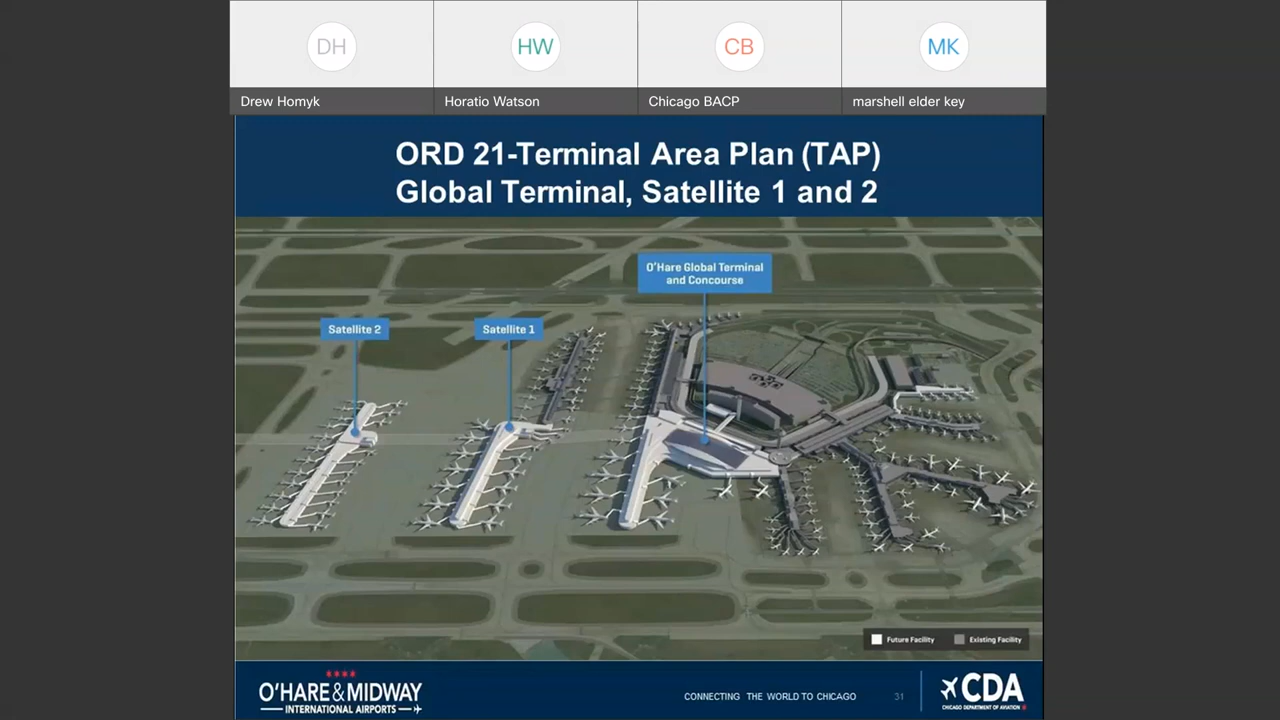 DH
HW
CB
MK
Drew Homyk
Horatio Watson
Chicago BACP
marshell elder key
ORD 21-Terminal Area Plan (TAP)
Global Terminal, Satellite 1 and 2
O'Hare Global Terminal
and Concourse
Satellite 2
Satellite 1
Future Facility
Existing Facility
O'HARE & MIDWAY
INTERNATIONAL AIRPORTS
CONNECTING THE WORLD TO CHICAGO
31
CDA
CHICAGO DEPARTMENT OF AVIATION